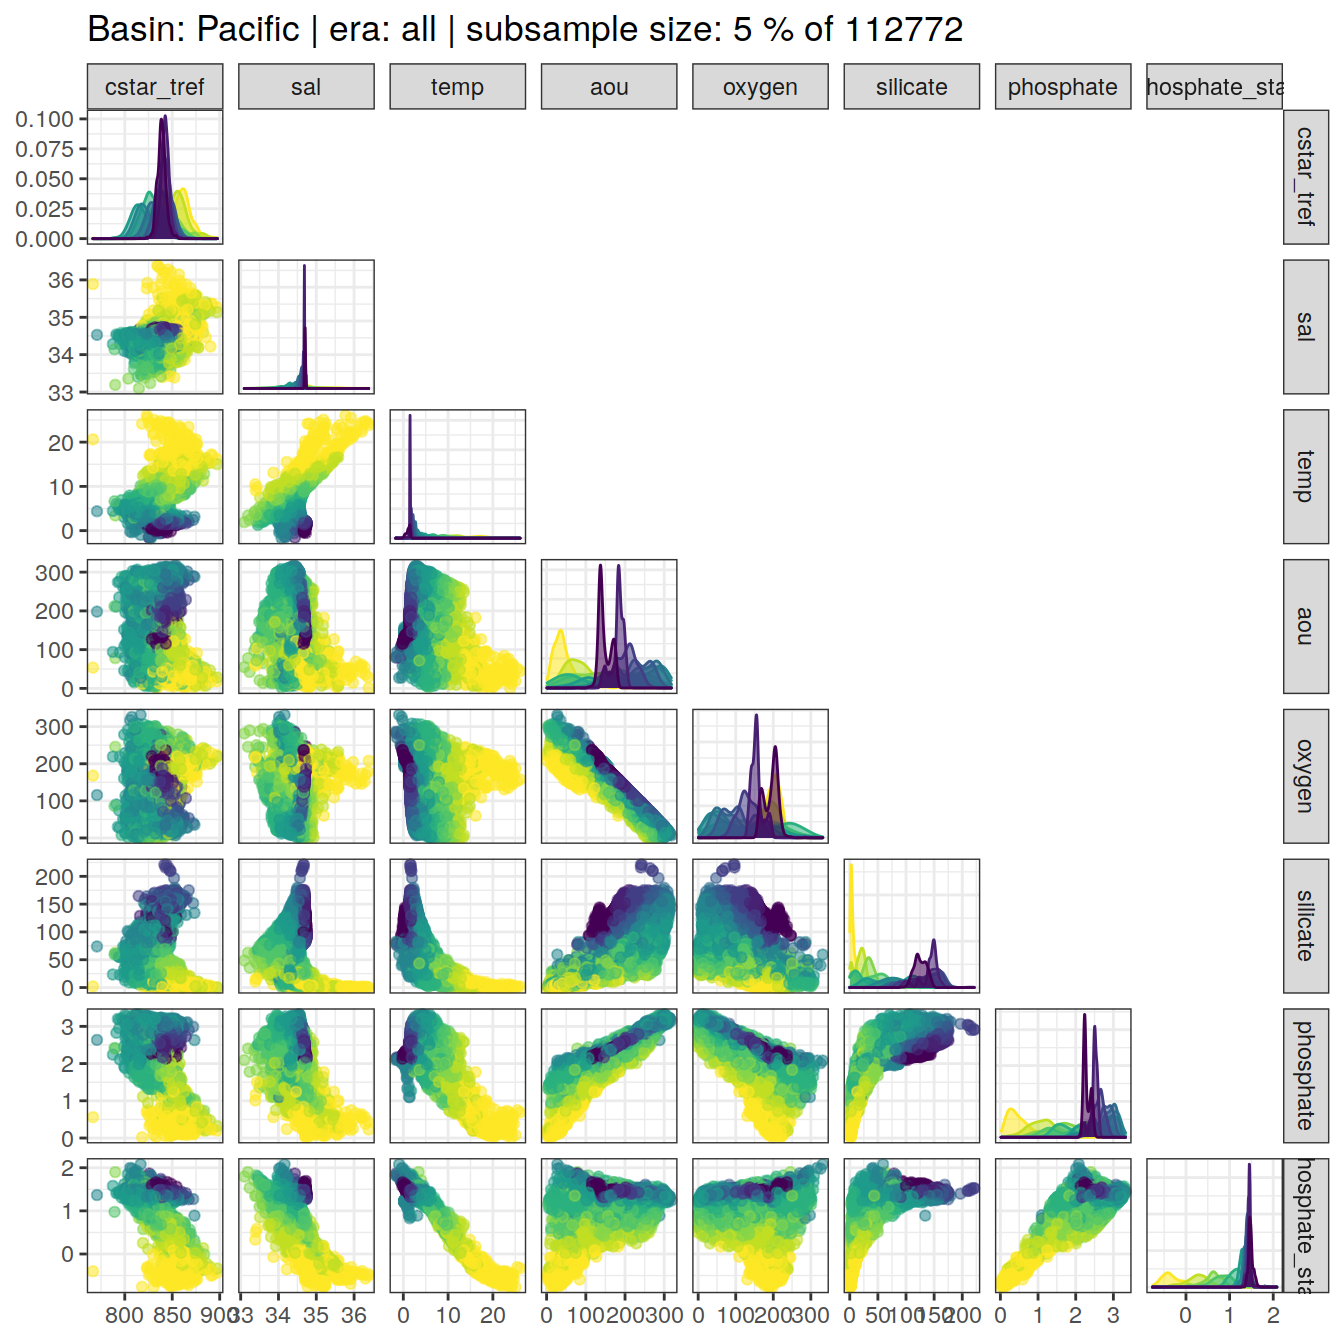 Basin: Pacific | era: all | subsample size: 5 % of 112772
cstar_tref sal temp aou oxygen silicate phosphate hosphate_sta
0.100
0.075
0.050
0.025
0.000
cstar_tref
36
35
34
33
sal
20
10
0
temp
300
200
100
0
aou
300
200
100
0
oxygen
200
150
100
50
0
silicate
3
2
1
0
phosphate
2
1
0
hosphate_sta
800 850 900 33 34 35 36 0 10 20 0 100 200 300 0 100 200 300 0 50 100 150 200 0 1 2 3 0 1 2